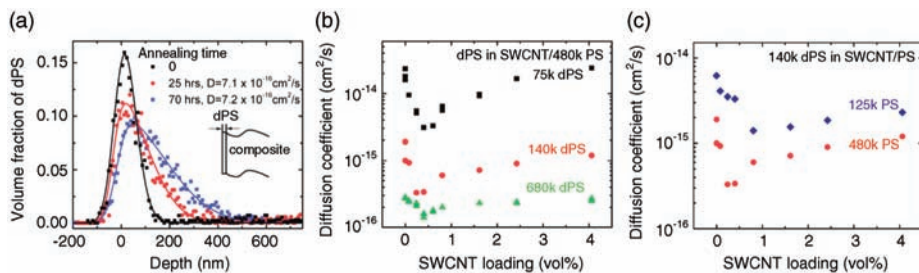 (a)
Volume fraction of dPS
0.15
0.10
0.05
0.00
Annealing time
0
25 hrs, D=7.1 x 10⁻¹⁶cm²/s
70 hrs, D=7.2 x 10⁻¹⁶cm²/s
dPS
composite
-200 0 200 400 600
Depth (nm)
(b)
Diffusion coefficient (cm²/s)
10⁻¹⁴
10⁻¹⁵
10⁻¹⁶
dPS in SWCNT/480k PS
75k dPS
140k dPS
680k dPS
0 1 2 3 4
SWCNT loading (vol%)
(c)
Diffusion coefficient (cm²/s)
10⁻¹⁴
10⁻¹⁵
10⁻¹⁶
140k dPS in SWCNT/PS
125k PS
480k PS
0 1 2 3 4
SWCNT loading (vol%)